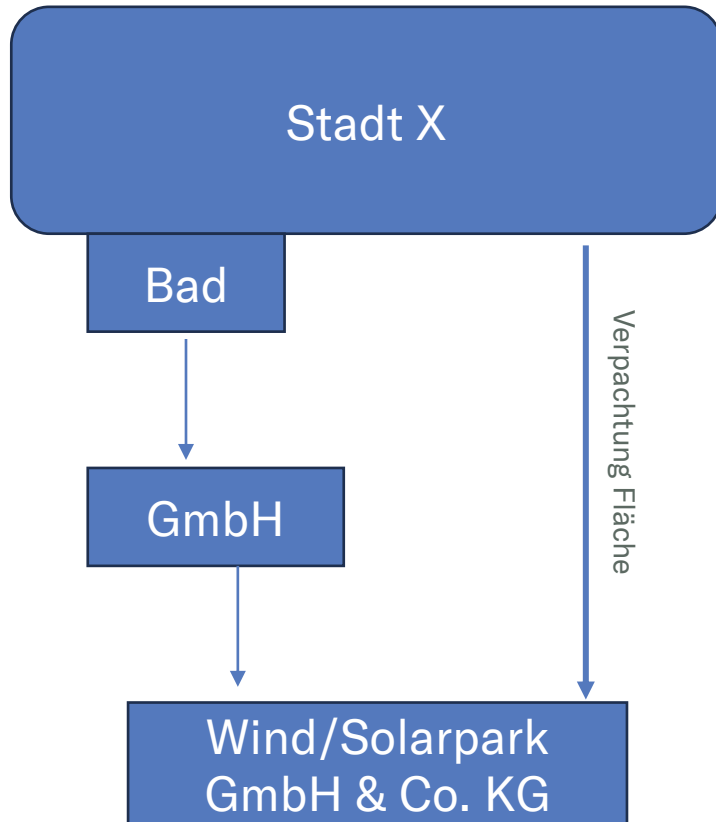 Stadt X
Bad
Verpachtung Fläche
GmbH
Wind/Solarpark
GmbH & Co. KG